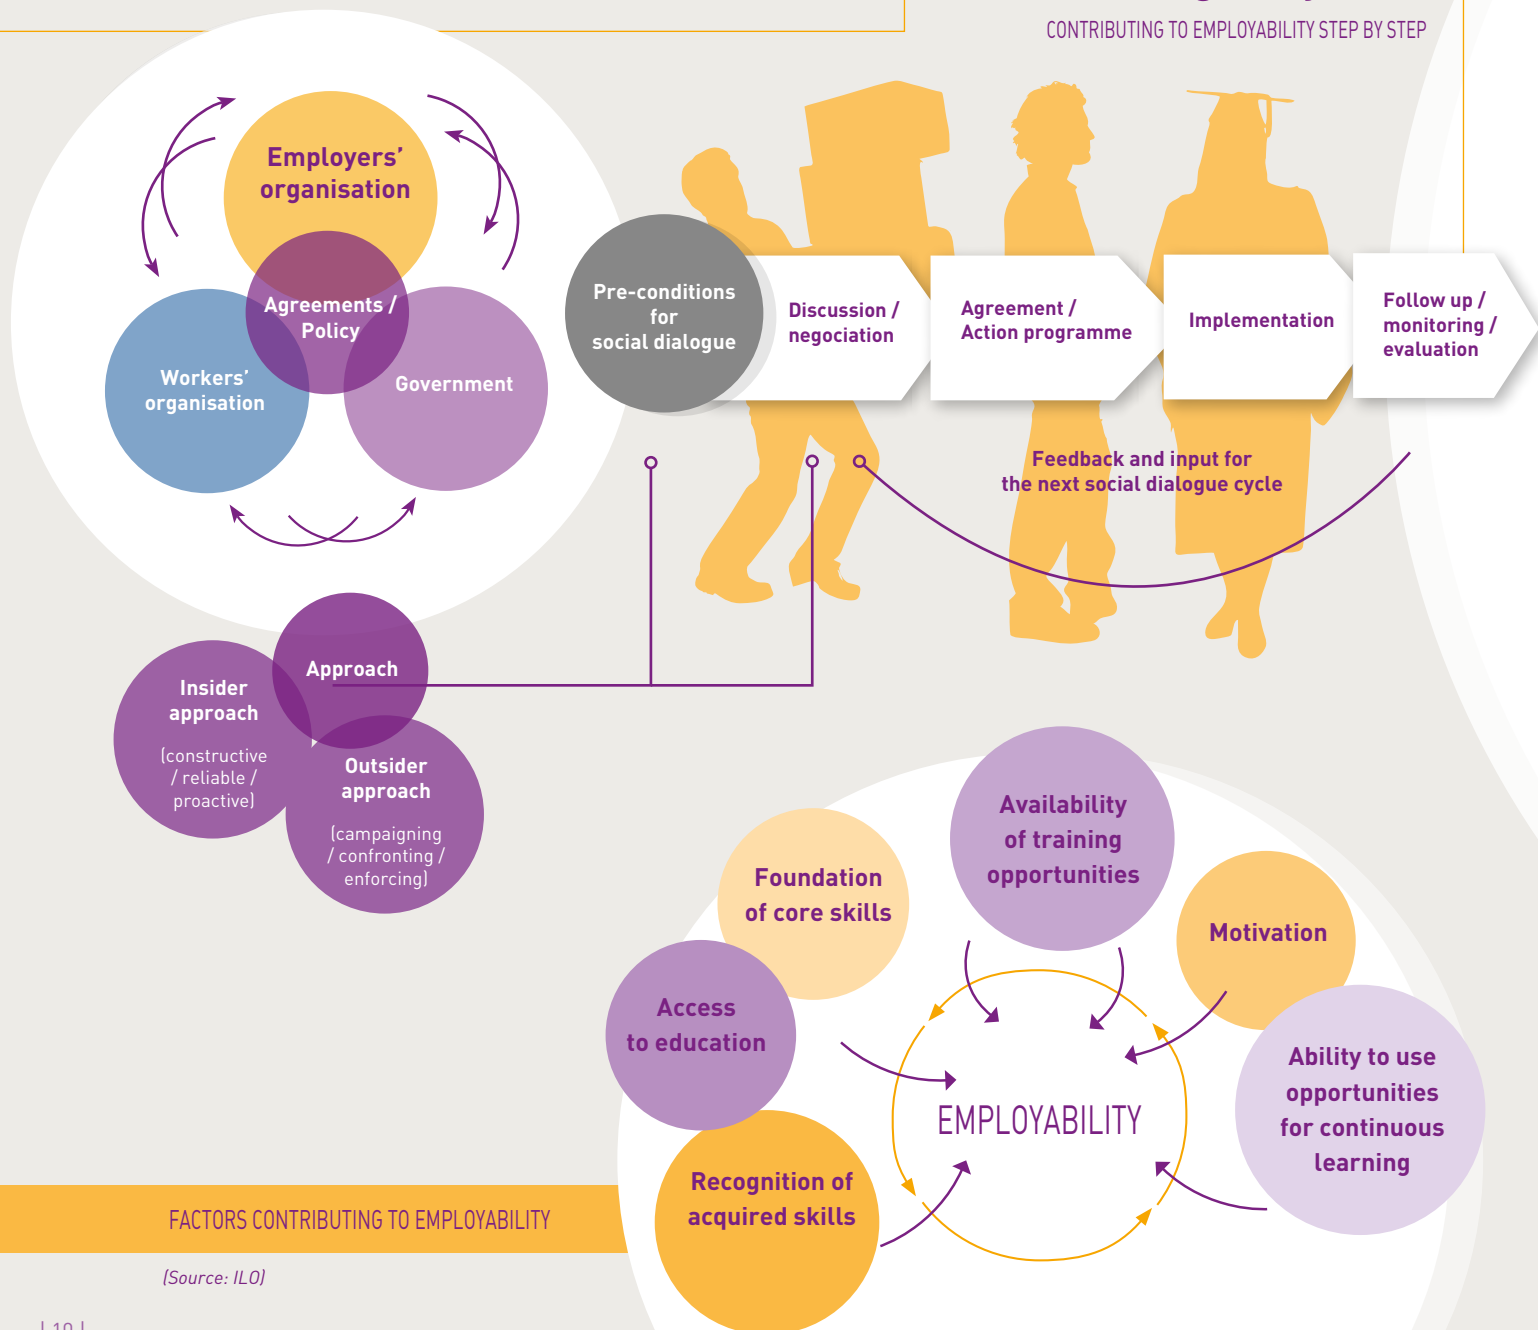 CONTRIBUTING TO EMPLOYABILITY STEP BY STEP
Employers’
organisation
Agreements /
Policy
Workers’
organisation
Government
Pre-conditions
for
social dialogue
Discussion /
negociation
Agreement /
Action programme
Implementation
Follow up /
monitoring /
evaluation
Feedback and input for
the next social dialogue cycle
Approach
Insider
approach
(constructive
/ reliable /
proactive)
Outsider
approach
(campaigning
/ confronting /
enforcing)
Availability
of training
opportunities
Foundation
of core skills
Motivation
Access
to education
Ability to use
opportunities
for continuous
learning
EMPLOYABILITY
Recognition of
acquired skills
FACTORS CONTRIBUTING TO EMPLOYABILITY
(Source: ILO)